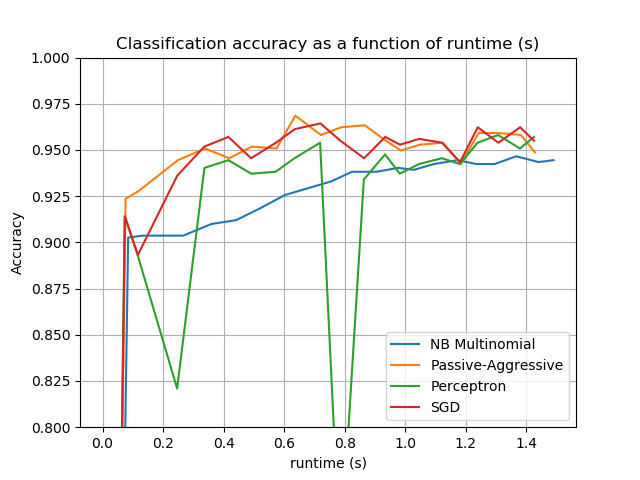 Classification accuracy as a function of runtime (s)
1.000
0.975
0.950
0.925
0.900
0.875
0.850
0.825
0.800
Accuracy
NB Multinomial
Passive-Aggressive
Perceptron
SGD
0.0 0.2 0.4 0.6 0.8 1.0 1.2 1.4
runtime (s)